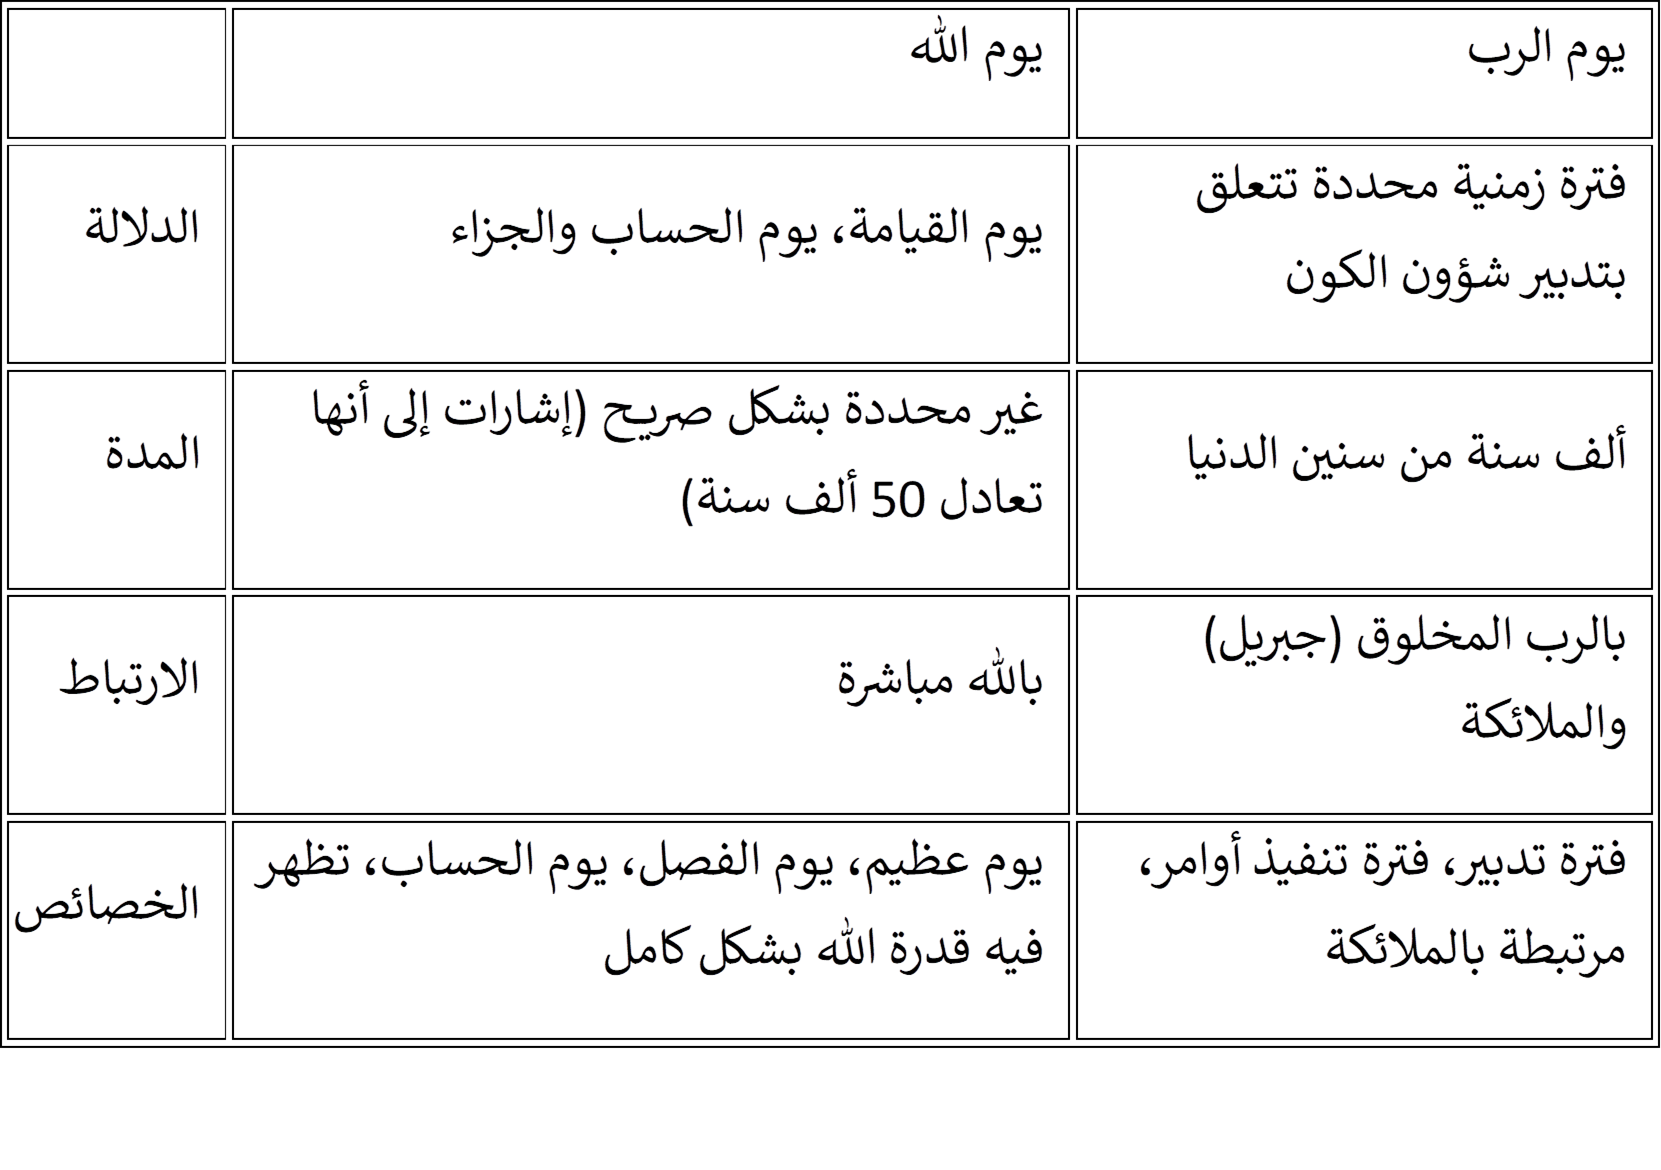 يوم الرب
يوم الله
فترة زمنية محددة تتعلق
بتدبير شؤون الكون
يوم القيامة، يوم الحساب والجزاء
الدلالة
ألف سنة من سنين الدنيا
غير محددة بشكل صريح (إشارات إلى أنها
تعادل 50 ألف سنة)
المدة
بالرب المخلوق (جبريل)
والملائكة
بالله مباشرة
الارتباط
فترة تدبير، فترة تنفيذ أوامر،
مرتبطة بالملائكة
يوم عظيم، يوم الفصل، يوم الحساب، تظهر
فيه قدرة الله بشكل كامل
الخصائص